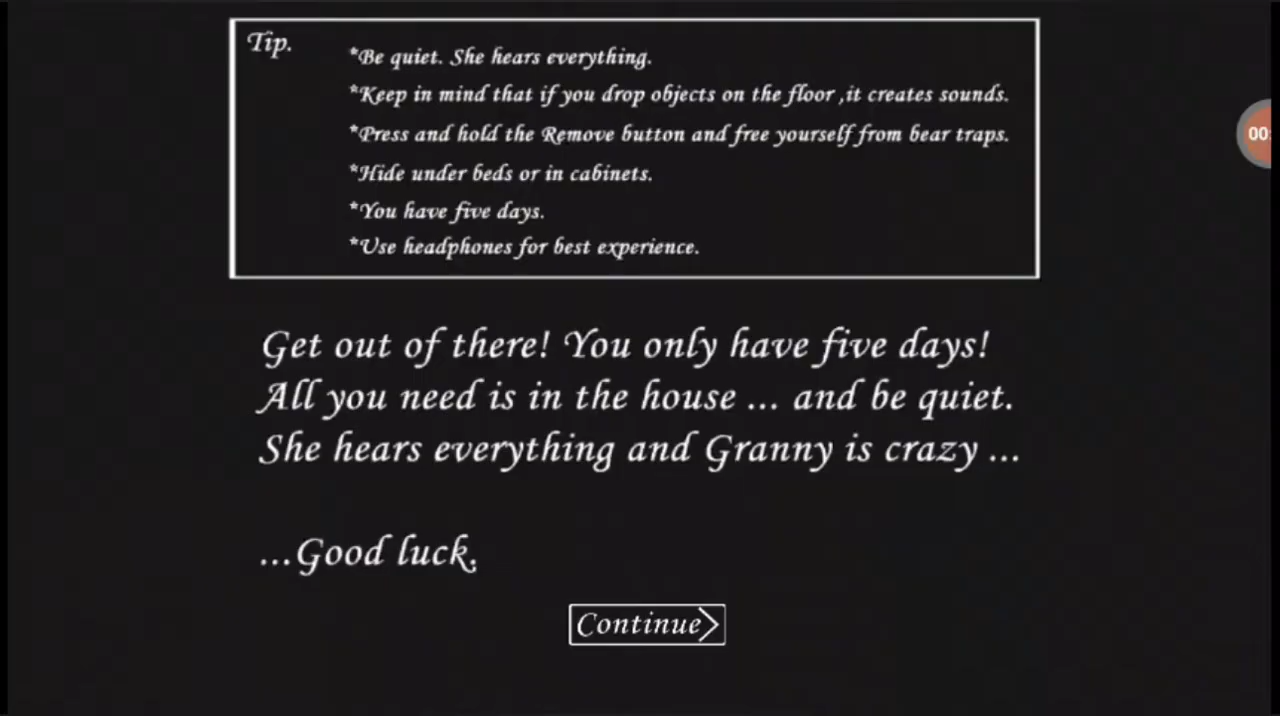 Tip.
*Be quiet. She hears everything.
*Keep in mind that if you drop objects on the floor ,it creates sounds.
*Press and hold the Remove button and free yourself from bear traps.
*Hide under beds or in cabinets.
*You have five days.
*Use headphones for best experience.
00
Get out of there! You only have five days!
All you need is in the house ... and be quiet.
She hears everything and Granny is crazy ...
...Good luck.
Continue>